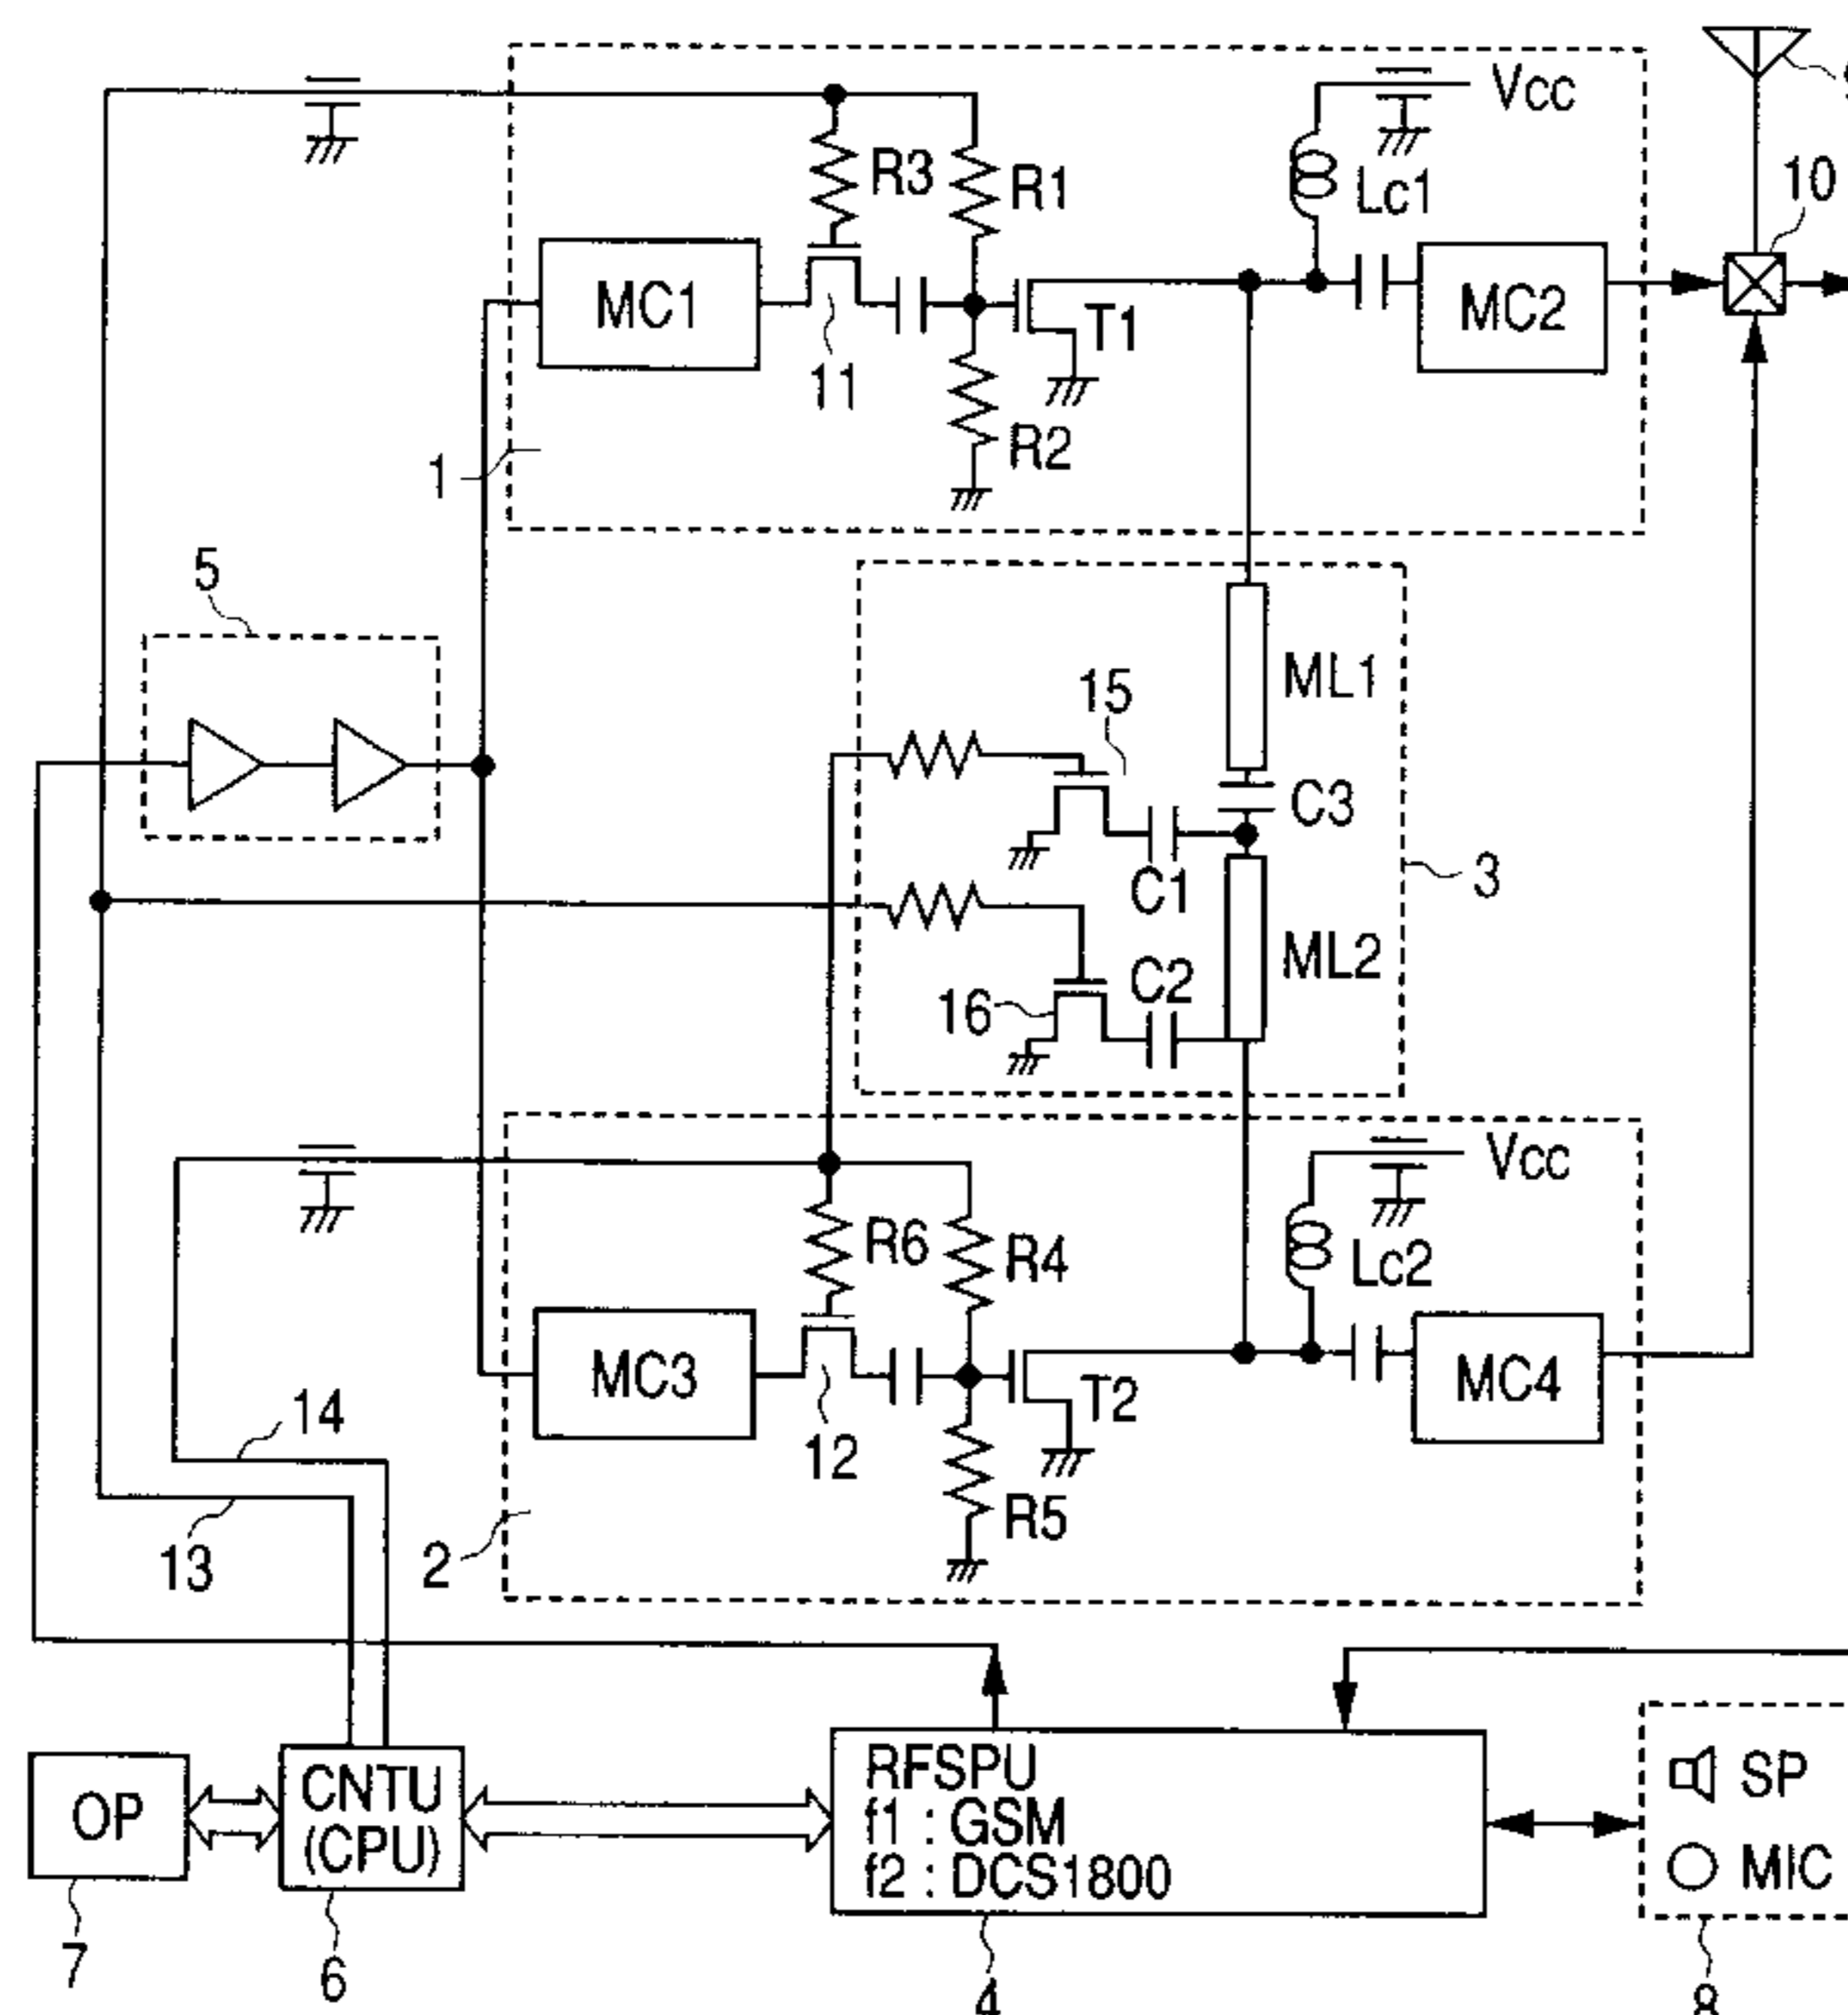 Vcc
R3
R1
Lc1
10
MC1
MC2
T1
11
R2
1
5
ML1
15
C3
C1
3
ML2
C2
16
Vcc
R6
R4
Lc2
MC3
MC4
T2
14
12
R5
13
2
OP
CNTU
(CPU)
RFSPU
f1 : GSM
f2 : DCS1800
SP
MIC
7
6
4
8